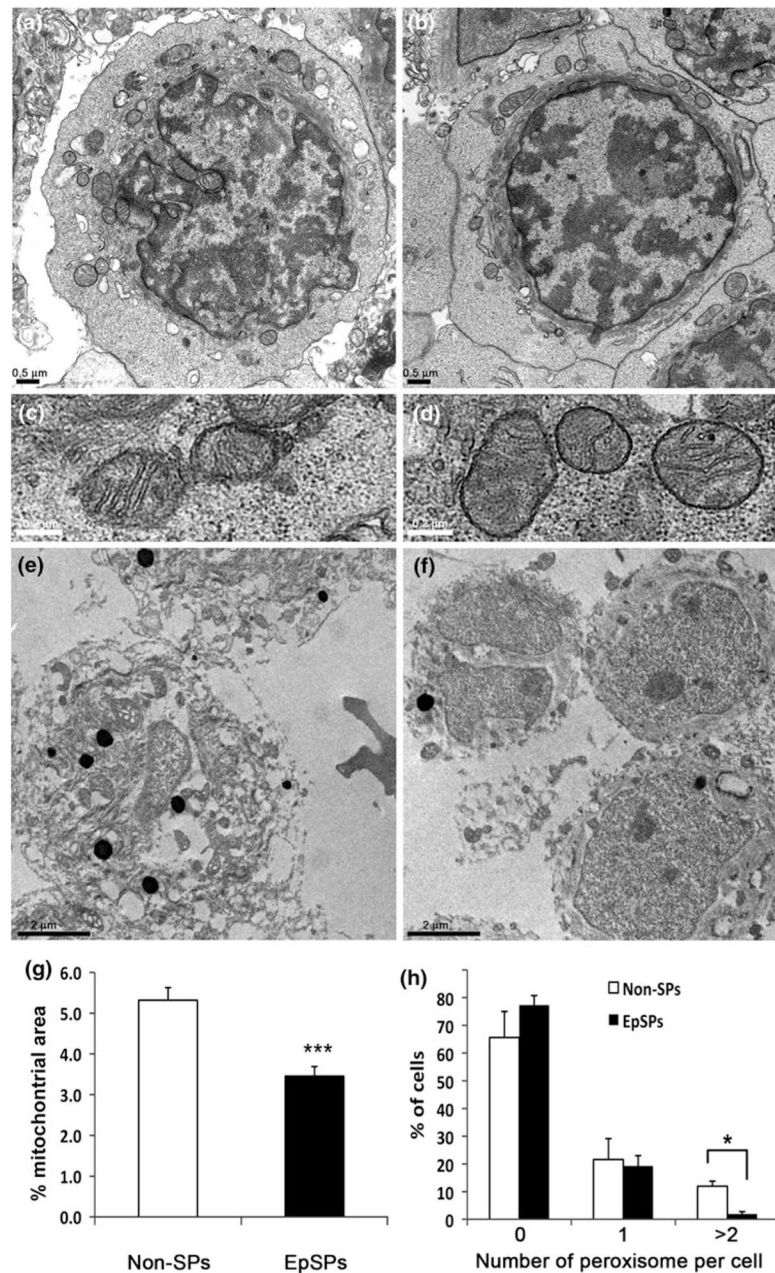 (a)
(b)
0.5 µm
0.5 µm
(c)
(d)
0.2 µm
0.2 µm
(e)
(f)
2 µm
2 µm
(g)
6.0
5.0
4.0
3.0
2.0
1.0
0.0
% mitochontrial area
***
Non-SPs
EpSPs
(h)
80
70
60
50
40
30
20
10
0
% of cells
Non-SPs
EpSPs
*
0
1
>2
Number of peroxisome per cell